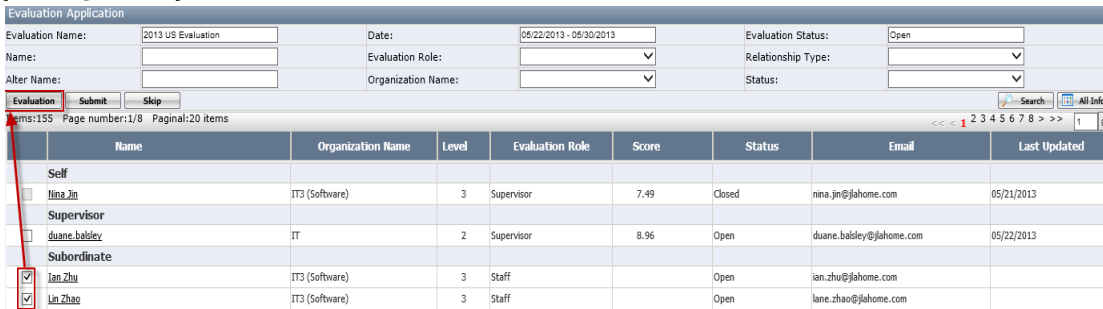 Evaluation Application
Evaluation Name: 2013 US Evaluation Date: 05/22/2013 - 05/30/2013 Evaluation Status: Open
Name: Evaluation Role: Relationship Type:
Alter Name: Organization Name: Status:
Evaluation Submit Skip Search All Info
Items:155 Page number:1/8 Paginal:20 items << < 1 2 3 4 5 6 7 8 > >> 1
Name Organization Name Level Evaluation Role Score Status Email Last Updated
Self
Nina Jin IT3 (Software) 3 Supervisor 7.49 Closed nina.jin@jlahome.com 05/21/2013
Supervisor
duane.balsley IT 2 Supervisor 8.96 Open duane.balsley@jlahome.com 05/22/2013
Subordinate
Ian Zhu IT3 (Software) 3 Staff Open ian.zhu@jlahome.com
Lin Zhao IT3 (Software) 3 Staff Open lane.zhao@jlahome.com